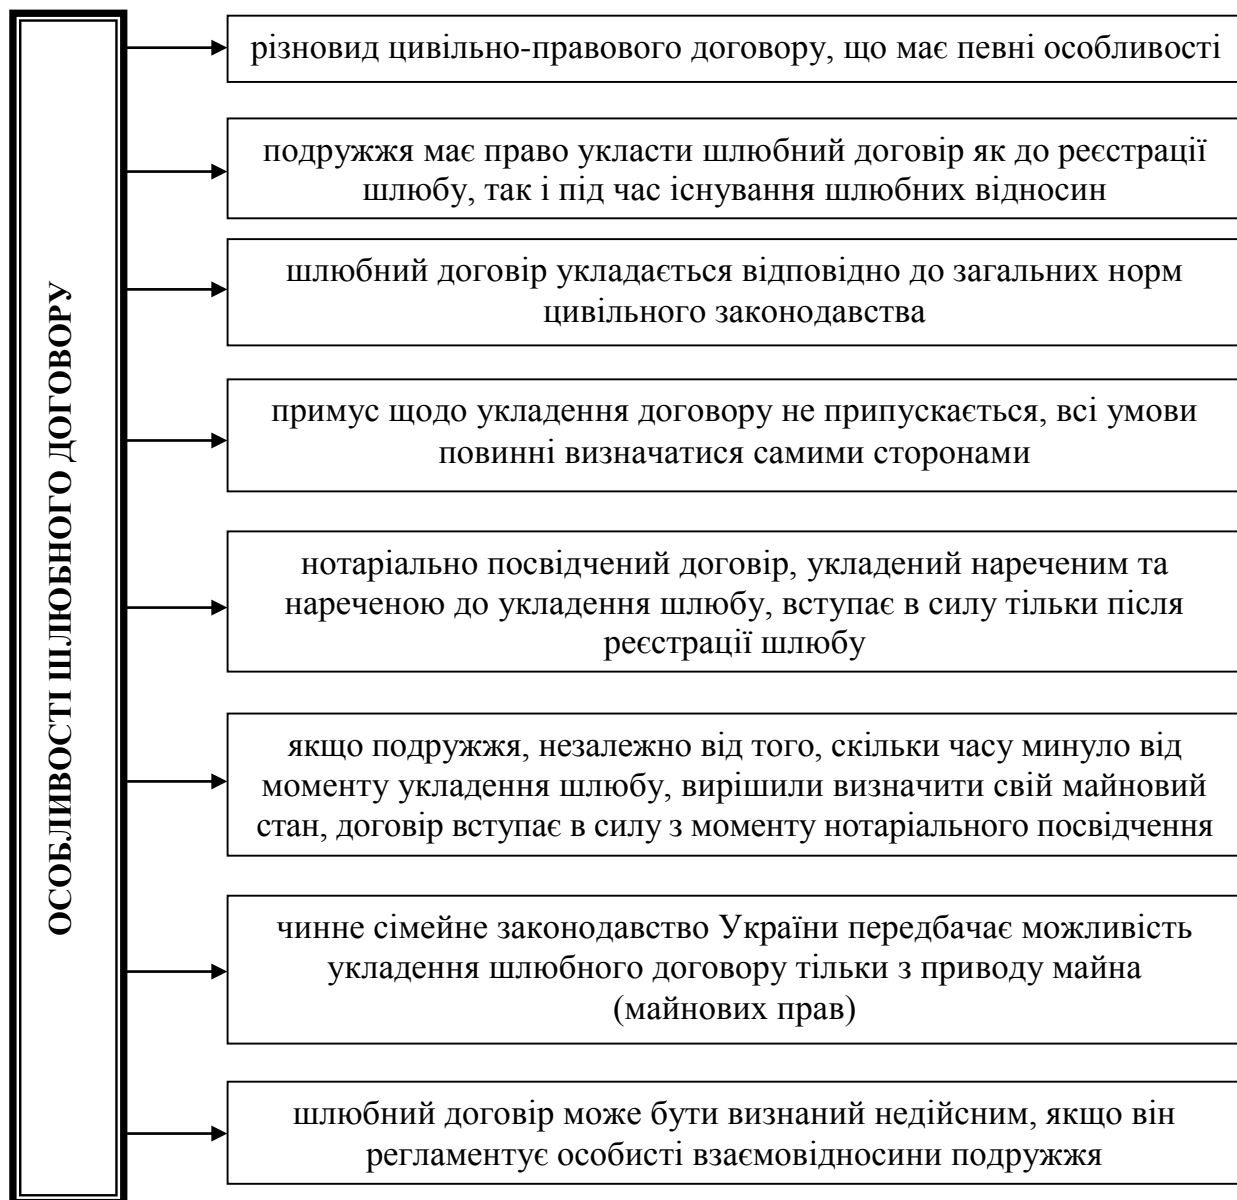 ОСОБЛИВОСТІ ШЛЮБНОГО ДОГОВОРУ
різновид цивільно-правового договору, що має певні особливості
подружжя має право укласти шлюбний договір як до реєстрації
шлюбу, так і під час існування шлюбних відносин
шлюбний договір укладається відповідно до загальних норм
цивільного законодавства
примус щодо укладення договору не припускається, всі умови
повинні визначатися самими сторонами
нотаріально посвідчений договір, укладений нареченим та
нареченою до укладення шлюбу, вступає в силу тільки після
реєстрації шлюбу
якщо подружжя, незалежно від того, скільки часу минуло від
моменту укладення шлюбу, вирішили визначити свій майновий
стан, договір вступає в силу з моменту нотаріального посвідчення
чинне сімейне законодавство України передбачає можливість
укладення шлюбного договору тільки з приводу майна
(майнових прав)
шлюбний договір може бути визнаний недійсним, якщо він
регламентує особисті взаємовідносини подружжя